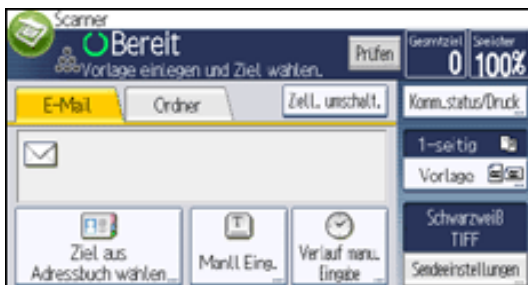 Scanner
Bereit
Vorlage einlegen und Ziel wählen.
Prüfen
Gesamtziel
0
Speicher
100%
E-Mail
Ordner
Zell. umschalt.
Komm.status/Druck
1-seitig
Vorlage
Ziel aus
Adressbuch wählen
Manll Eing.
Verlauf manu.
Eingabe
Schwarzweiß
TIFF
Sendeeinstellungen